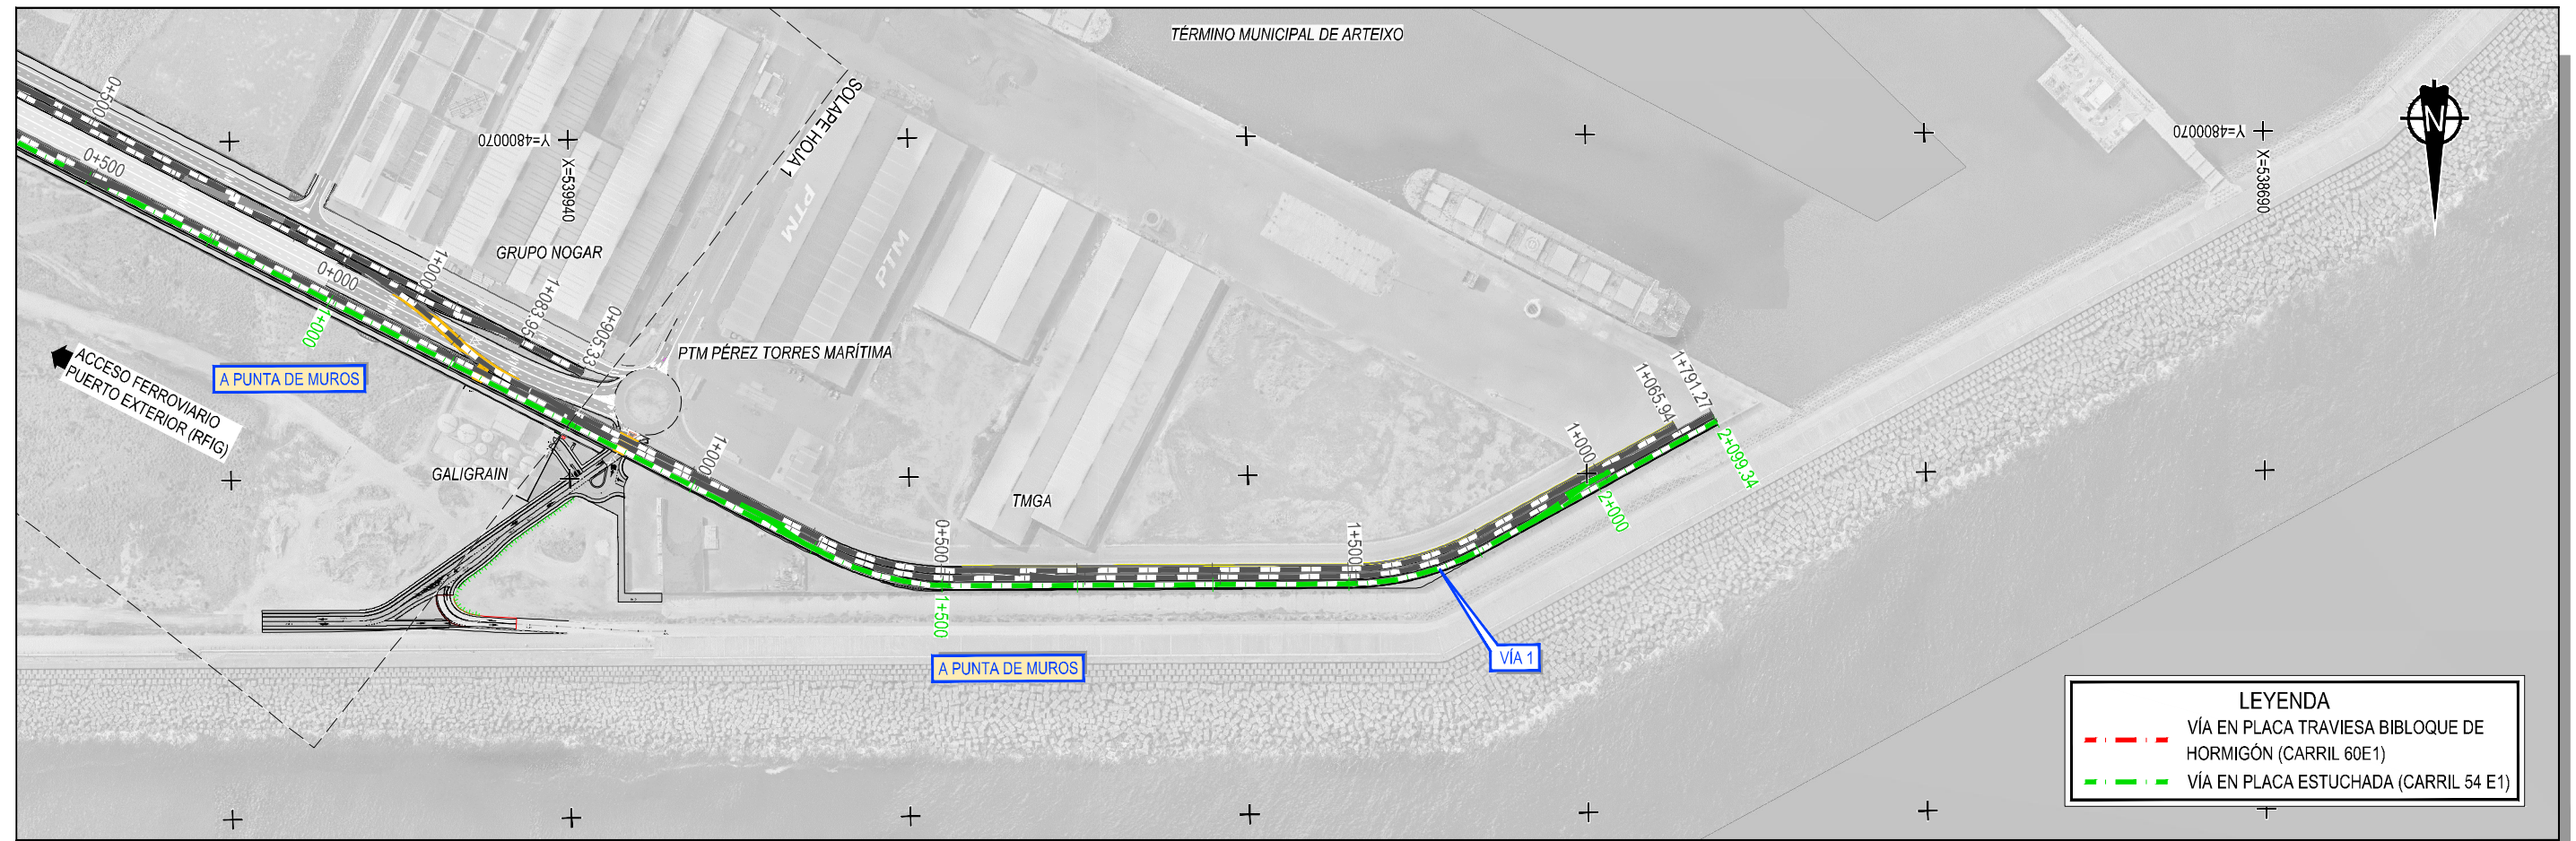 TÉRMINO MUNICIPAL DE ARTEIXO
SOLAPE HOJA 1
0+500
0+500
Y=4800070
X=539940
Y=4800070
X=538690
N
PTM
PTM
GRUPO NOGAR
0+000
1+000
1+083.95
0+905.33
1+000
PTM PÉREZ TORRES MARÍTIMA
ACCESO FERROVIARIO
PUERTO EXTERIOR (RFIG)
A PUNTA DE MUROS
GALIGRAIN
1+000
TMGA
0+500
1+500
1+500
1+000
1+065.94
1+791.27
2+099.34
2+000
A PUNTA DE MUROS
VÍA 1
LEYENDA
VÍA EN PLACA TRAVIESA BIBLOQUE DE
HORMIGÓN (CARRIL 60E1)
VÍA EN PLACA ESTUCHADA (CARRIL 54 E1)